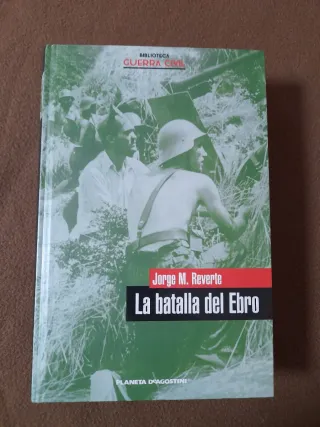 BIBLIOTECA
GUERRA CIVIL
Jorge M. Reverte
La batalla del Ebro
PLANETA DEAGOSTINI